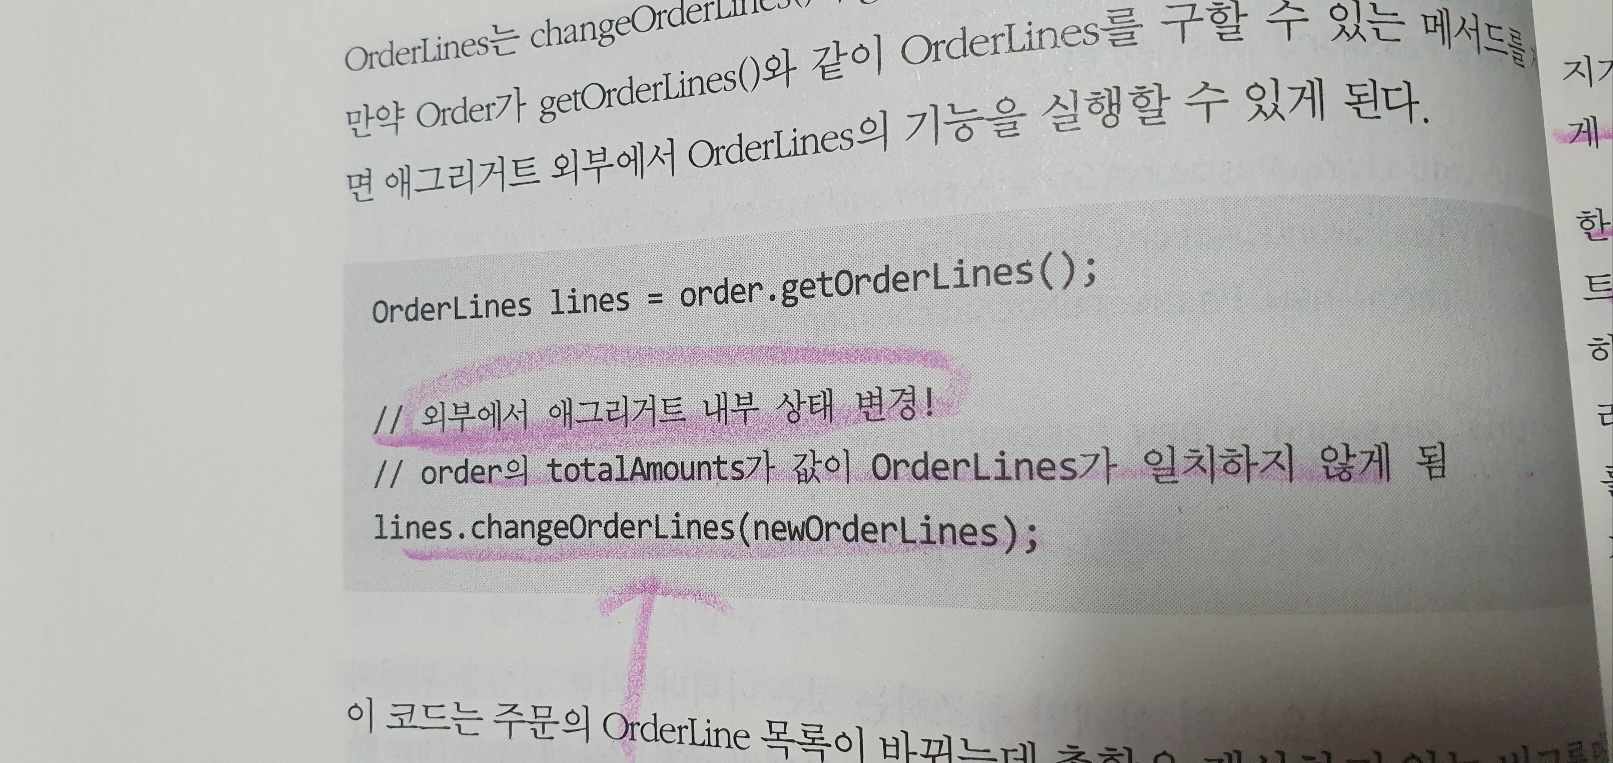 OrderLines는 changeOrderLines()
만약 Order가 getOrderLines()와 같이 OrderLines를 구할 수 있는 메서드를
면 애그리거트 외부에서 OrderLines의 기능을 실행할 수 있게 된다.
OrderLines lines = order.getOrderLines();
// 외부에서 애그리거트 내부 상태 변경!
// order의 totalAmounts가 값이 OrderLines가 일치하지 않게 됨
lines.changeOrderLines(newOrderLines);
이 코드는 주문의 OrderLine 목록이 바뀌는데 총합은
게
한
트